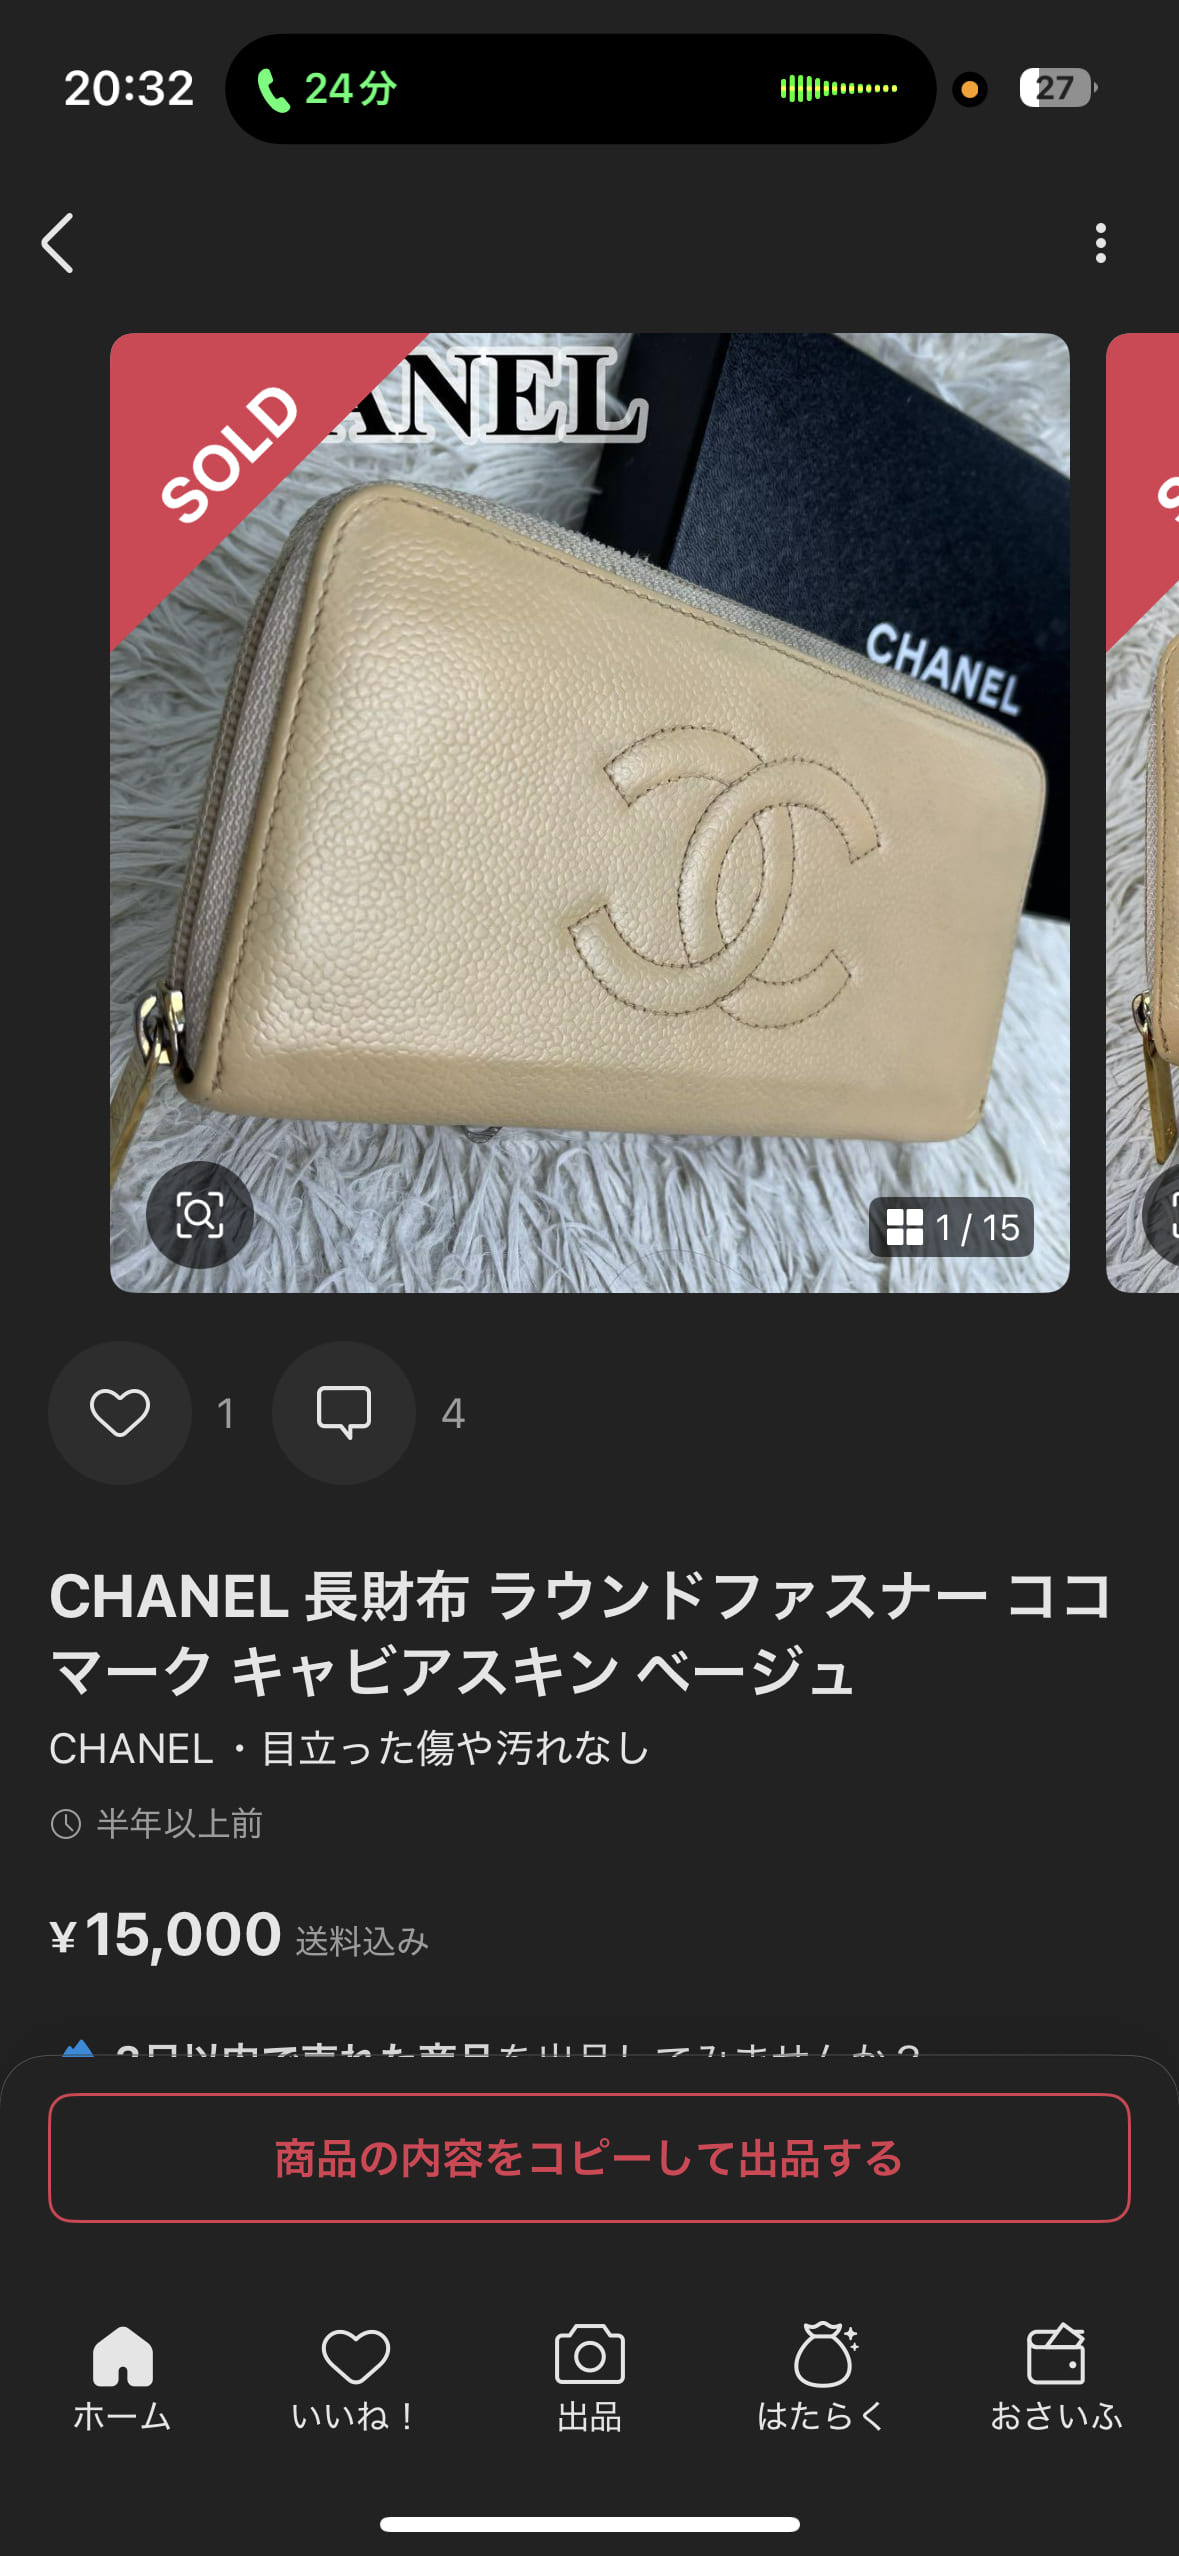 20:32
24分
27
SOLD
ANEL
CHANEL
1 / 15
1
4
CHANEL 長財布 ラウンドファスナー ココ
マーク キャビアスキン ベージュ
CHANEL・目立った傷や汚れなし
半年以上前
¥15,000 送料込み
商品の内容をコピーして出品する
ホーム
いいね！
出品
はたらく
おさいふ